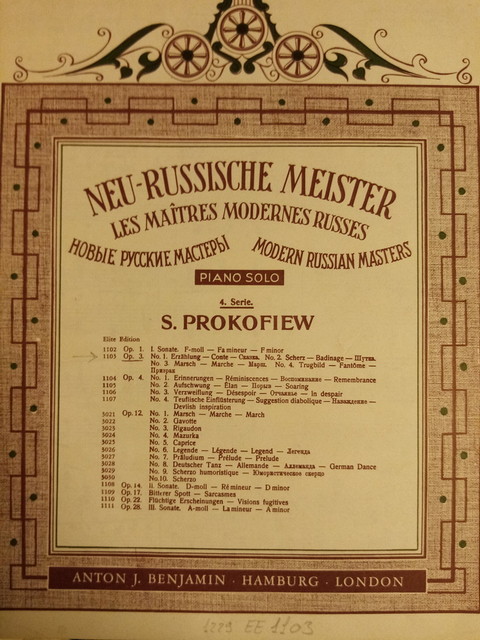 NEU-RUSSISCHE MEISTER
LES MAÎTRES MODERNES RUSSES
НОВЫЕ РУССКИЕ МАСТЕРЫ MODERN RUSSIAN MASTERS
PIANO SOLO
4. Serie.
S. PROKOFIEW
Elite Edition
1102 Op. 1. I. Sonate. F-moll — Fa mineur — F minor
1103 Op. 3. No. 1. Erzählung — Conte — Сказка. No. 2. Scherz — Badinage — Шутка.
No. 3. Marsch — Marche — Марш. No. 4. Trugbild — Fantôme —
Призрак
1104 Op. 4. No. 1. Erinnerungen — Réminiscences — Воспоминание — Remembrance
1105 No. 2. Aufschwung — Élan — Порыв — Soaring
1106 No. 3. Verzweiflung — Désespoir — Отчаянье — In despair
1107 No. 4. Teuflische Einflüsterung — Suggestion diabolique — Наваждение —
Devlish inspiration
3021 Op. 12. No. 1. Marsch — Marche — March
3022 No. 2. Gavotte
3023 No. 3. Rigaudon
3024 No. 4. Mazurka
3025 No. 5. Caprice
3026 No. 6. Legende — Légende — Legend — Легенда
3027 No. 7. Präludium — Prélude — Prelude
3028 No. 8. Deutscher Tanz — Allemande — Аллеманда — German Dance
3029 No. 9. Scherzo humoristique — Юмористическое скерцо
3030 No. 10. Scherzo
1108 Op. 14. II. Sonate. D-moll — Ré mineur — D minor
1109 Op. 17. Bitterer Spott — Sarcasmes
1110 Op. 22. Flüchtige Erscheinungen — Visions fugitives
1111 Op. 28. III. Sonate. A-moll — La mineur — A minor
ANTON J. BENJAMIN · HAMBURG · LONDON
1229 EE 1103